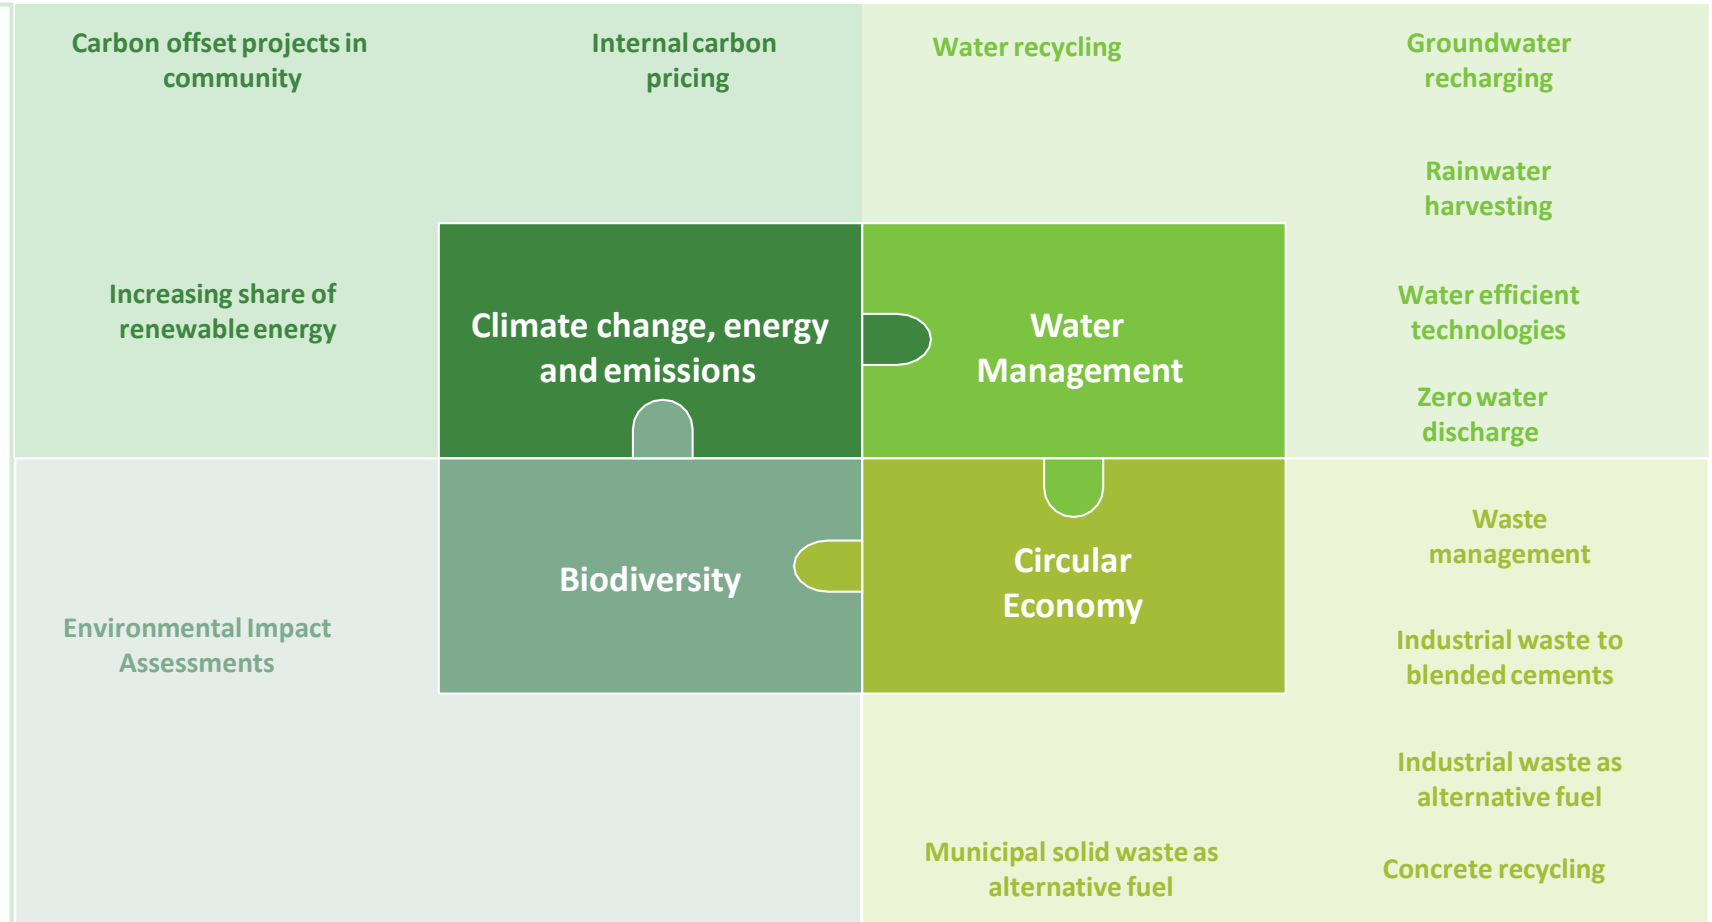 Carbon offset projects in
community
Internal carbon
pricing
Water recycling
Groundwater
recharging
Rainwater
harvesting
Increasing share of
renewable energy
Climate change, energy
and emissions
Water
Management
Water efficient
technologies
Zero water
discharge
Environmental Impact
Assessments
Biodiversity
Circular
Economy
Waste
management
Industrial waste to
blended cements
Industrial waste as
alternative fuel
Municipal solid waste as
alternative fuel
Concrete recycling